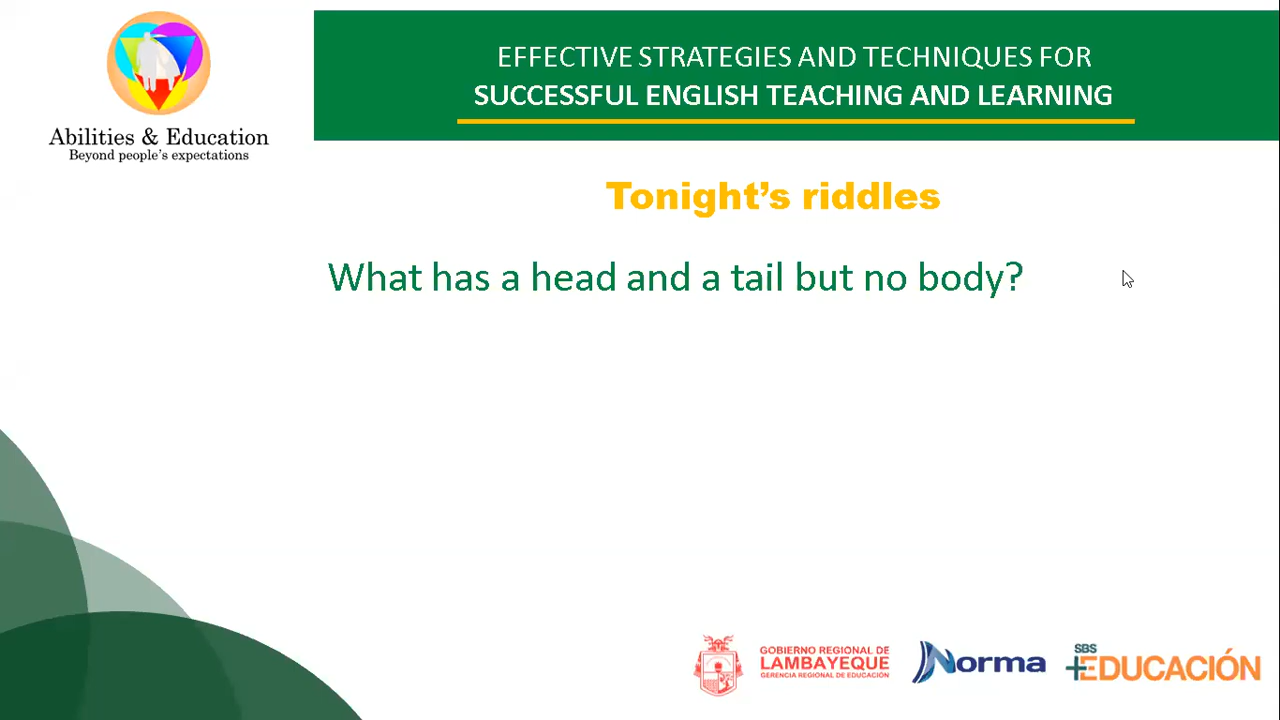 Abilities & Education
Beyond people's expectations
EFFECTIVE STRATEGIES AND TECHNIQUES FOR
SUCCESSFUL ENGLISH TEACHING AND LEARNING
Tonight's riddles
What has a head and a tail but no body?
GOBIERNO REGIONAL DE
LAMBAYEQUE
GERENCIA REGIONAL DE EDUCACIÓN
Norma
SBS
+EDUCACIÓN